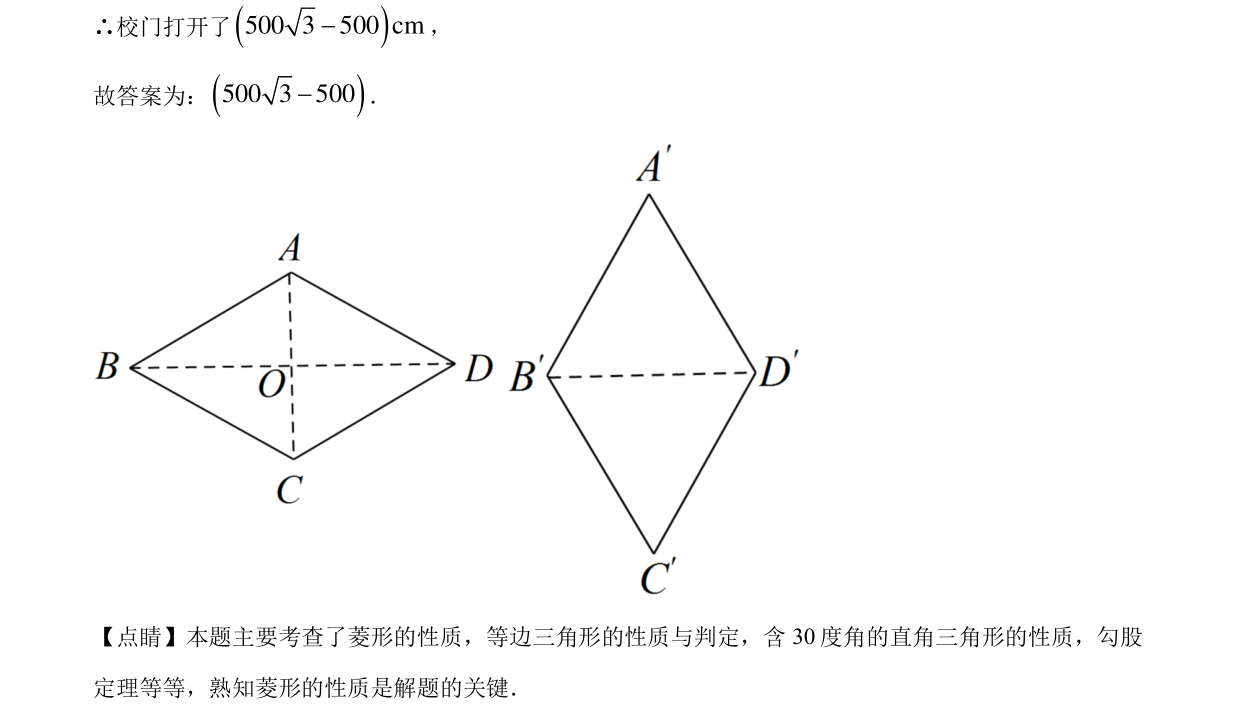 ∴校门打开了(500√3－500)cm，
故答案为：(500√3－500)．
A′
A
B
O
D
B′
D′
C
C′
【点睛】本题主要考查了菱形的性质，等边三角形的性质与判定，含 30 度角的直角三角形的性质，勾股
定理等等，熟知菱形的性质是解题的关键．